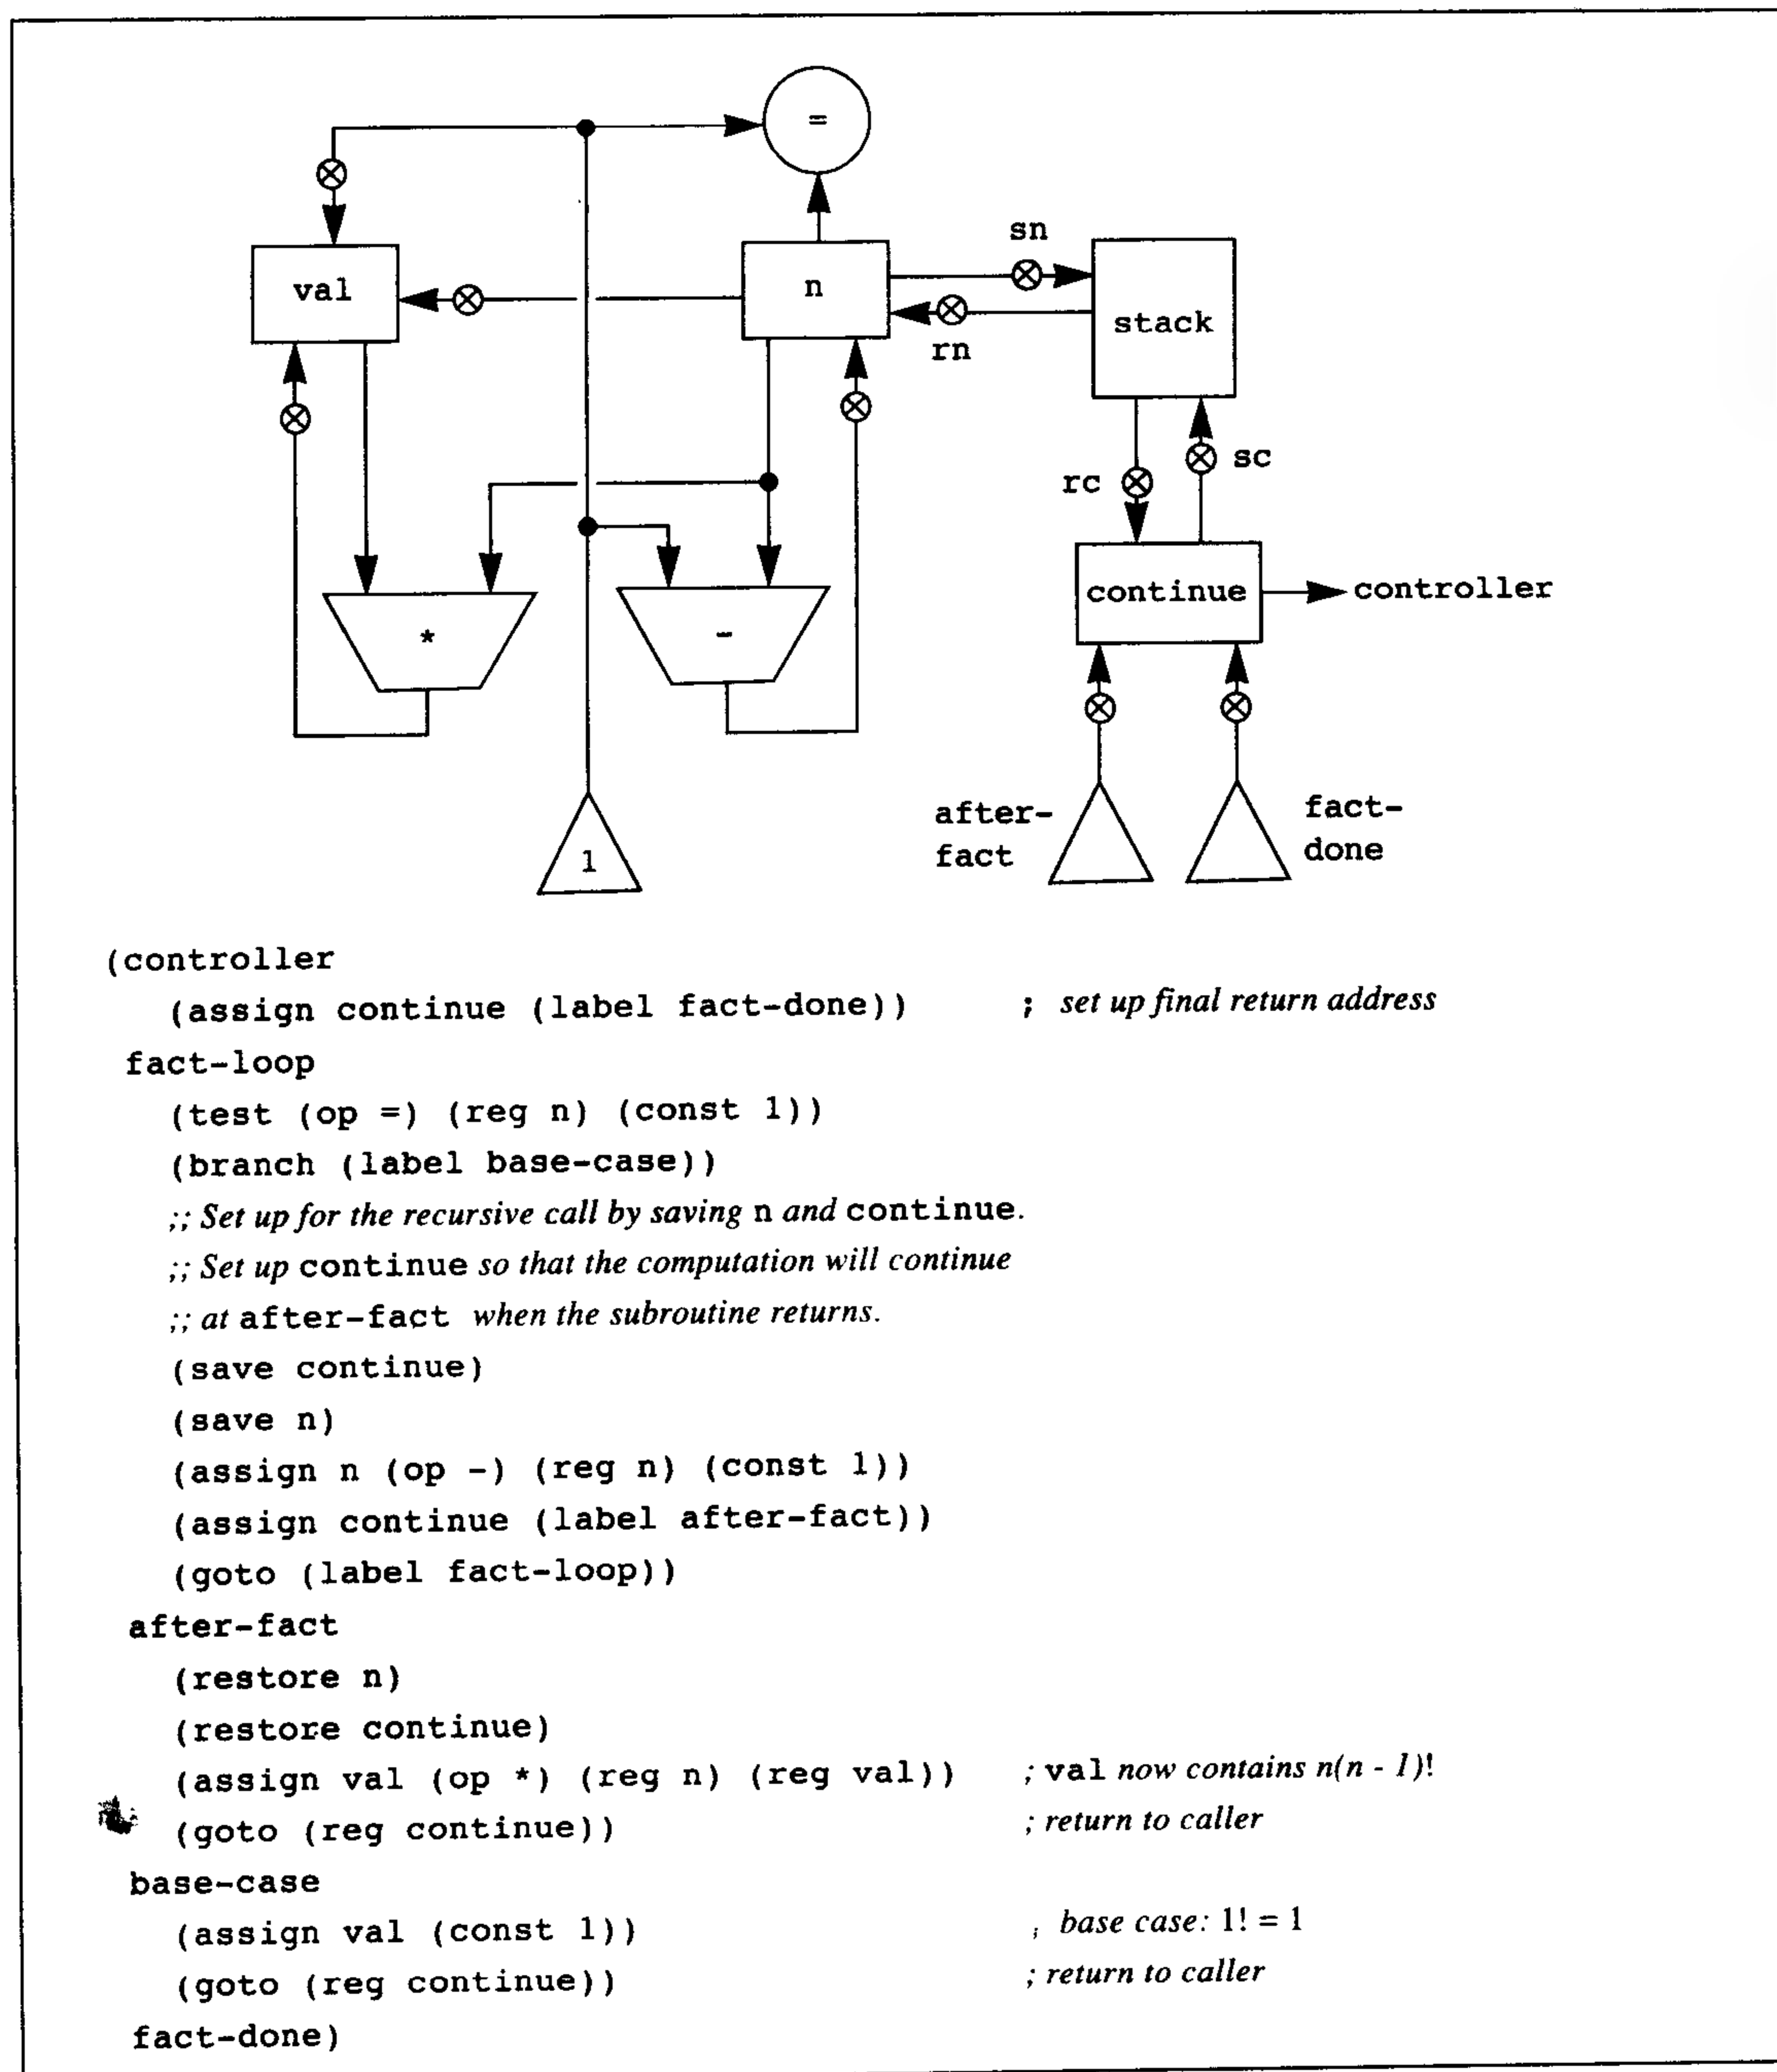 =
sn
val
n
stack
rn
sc
rc
continue
controller
*
-
after-
fact
fact-
done
1
(controller
(assign continue (label fact-done)) ; set up final return address
fact-loop
(test (op =) (reg n) (const 1))
(branch (label base-case))
;; Set up for the recursive call by saving n and continue.
;; Set up continue so that the computation will continue
;; at after-fact when the subroutine returns.
(save continue)
(save n)
(assign n (op -) (reg n) (const 1))
(assign continue (label after-fact))
(goto (label fact-loop))
after-fact
(restore n)
(restore continue)
(assign val (op *) (reg n) (reg val)) ; val now contains n(n - 1)!
(goto (reg continue)) ; return to caller
base-case
(assign val (const 1)) ; base case: 1! = 1
(goto (reg continue)) ; return to caller
fact-done)